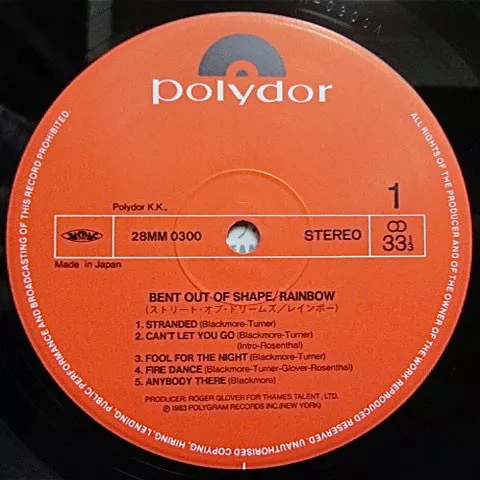 polydor
Polydor K.K.,
1
JASRAC
28MM 0300
STEREO
33 1/3
Made in Japan
BENT OUT OF SHAPE/RAINBOW
(ストリート・オブ・ドリームズ/レインボー)
1. STRANDED (Blackmore-Turner)
2. CAN'T LET YOU GO (Blackmore-Turner)
(Intro-Rosenthal)
3. FOOL FOR THE NIGHT (Blackmore-Turner)
4. FIRE DANCE (Blackmore-Turner-Glover-Rosenthal)
5. ANYBODY THERE (Blackmore)
PRODUCER: ROGER GLOVER FOR THAMES TALENT, LTD.
Ⓟ1983 POLYGRAM RECORDS INC. (NEW YORK)
ALL RIGHTS OF THE PRODUCER AND OF THE OWNER OF THE WORK REPRODUCED RESERVED. UNAUTHORISED COPYING, HIRING, LENDING, PUBLIC PERFORMANCE AND BROADCASTING OF THIS RECORD PROHIBITED.